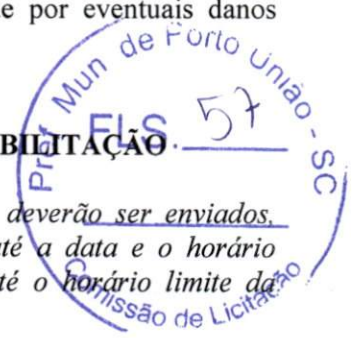 e por eventuais danos
Pref. Mun de Porto União - SC
FLS. 57
BILITAÇÃO
deverão ser enviados,
até a data e o horário
té o horário limite da
Comissão de Licitação